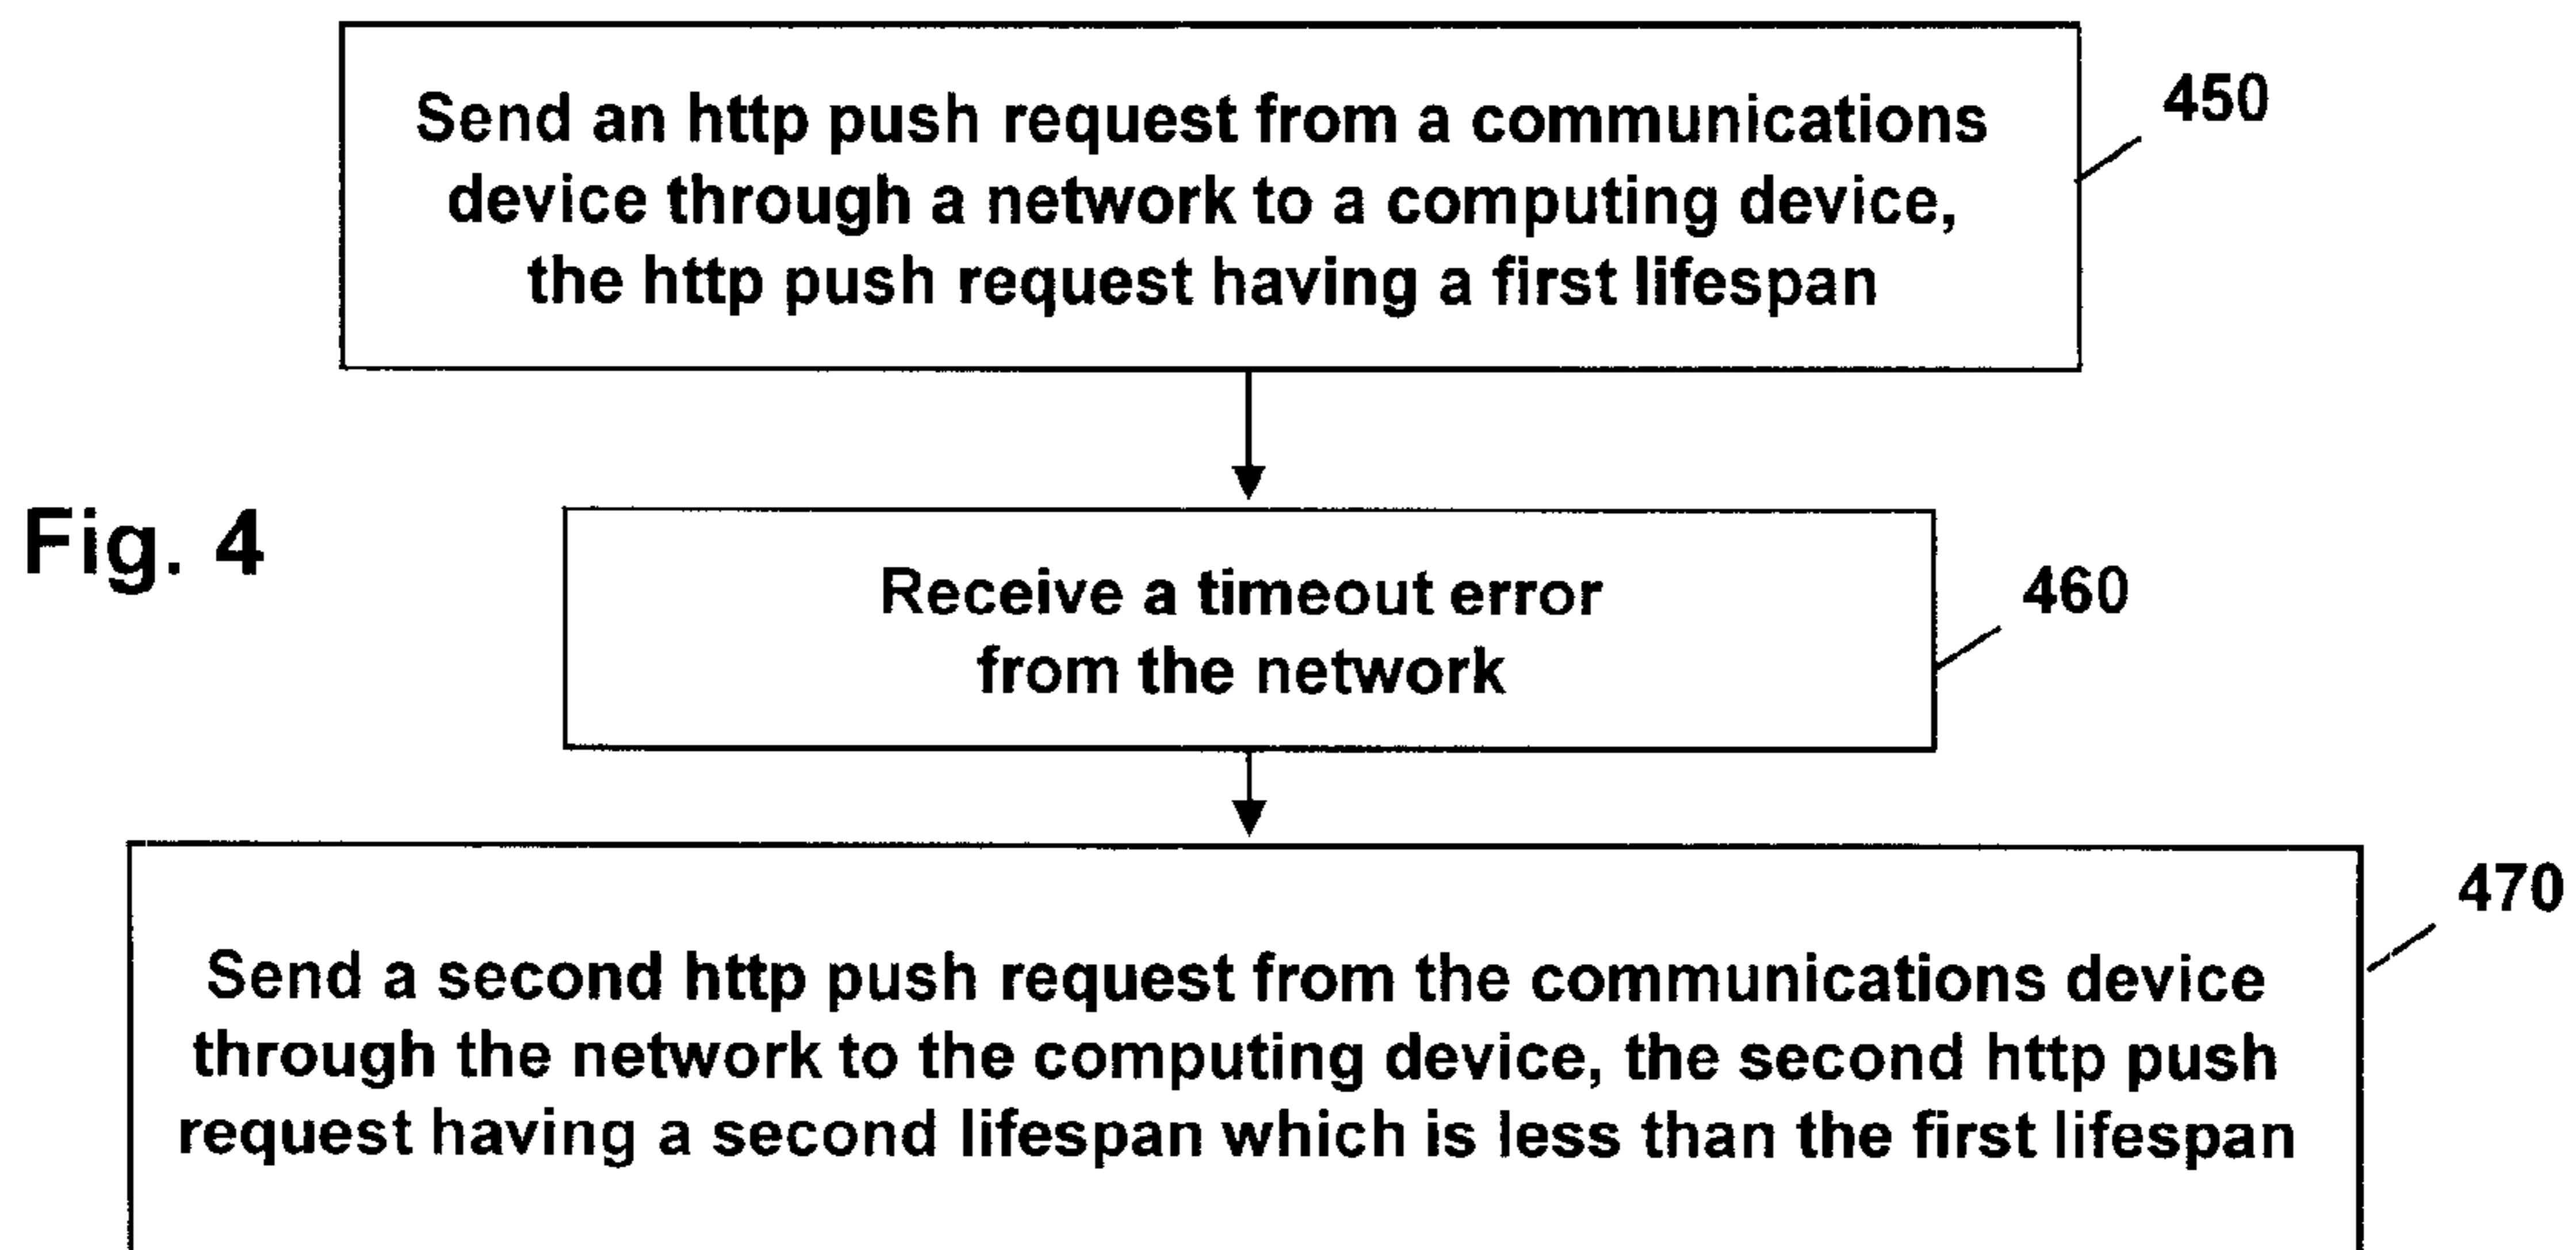 Send an http push request from a communications
device through a network to a computing device,
the http push request having a first lifespan
450
Fig. 4
Receive a timeout error
from the network
460
Send a second http push request from the communications device
through the network to the computing device, the second http push
request having a second lifespan which is less than the first lifespan
470